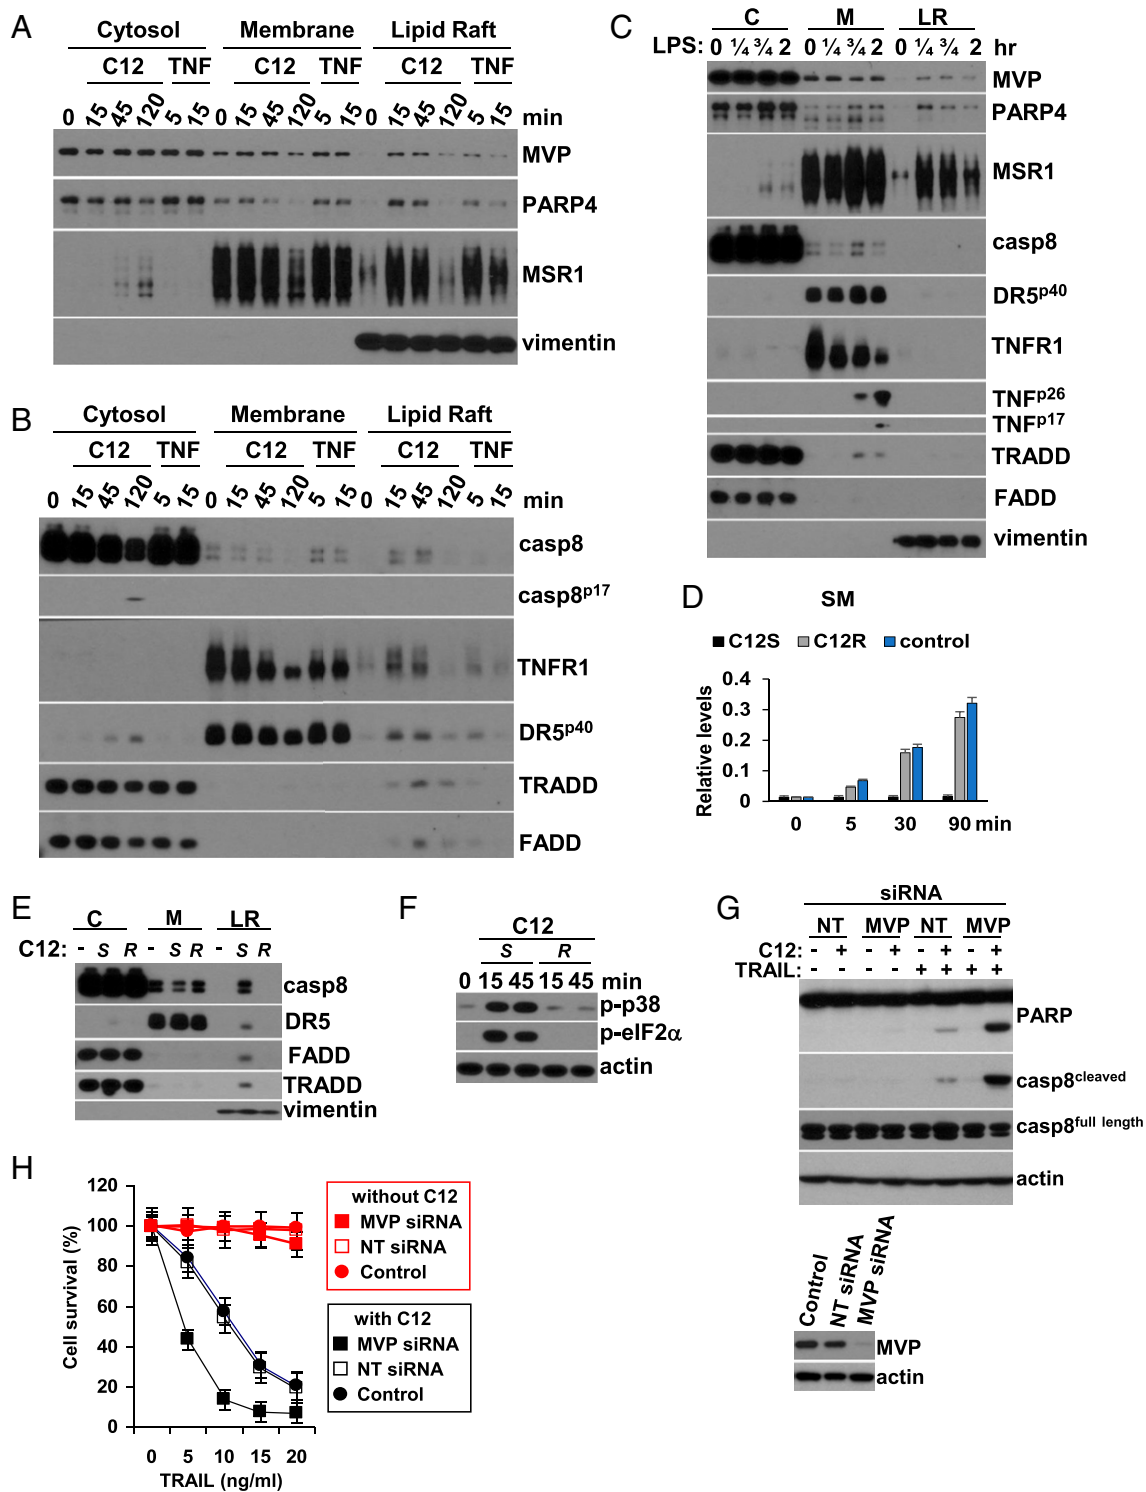 A
Cytosol Membrane Lipid Raft
C12 TNF C12 TNF C12 TNF
0 15 45 120 5 15 0 15 45 120 5 15 0 15 45 120 5 15 min
MVP
PARP4
MSR1
vimentin
B
Cytosol Membrane Lipid Raft
C12 TNF C12 TNF C12 TNF
0 15 45 120 5 15 0 15 45 120 5 15 0 15 45 120 5 15 min
casp8
casp8p17
TNFR1
DR5p40
TRADD
FADD
C
C M LR
LPS: 0 ¼ ¾ 2 0 ¼ ¾ 2 0 ¼ ¾ 2 hr
MVP
PARP4
MSR1
casp8
DR5p40
TNFR1
TNFp26
TNFp17
TRADD
FADD
vimentin
D
SM
C12S C12R control
Relative levels
0.4
0.3
0.2
0.1
0
0 5 30 90 min
E
C M LR
C12: - S R - S R - S R
casp8
DR5
FADD
TRADD
vimentin
F
C12
S R
0 15 45 15 45 min
p-p38
p-eIF2α
actin
G
siRNA
NT MVP NT MVP
C12: - + - + - + - +
TRAIL: - - - - + + + +
PARP
casp8cleaved
casp8full length
actin
Control NT siRNA MVP siRNA
MVP
actin
H
Cell survival (%)
120
100
80
60
40
20
0
0 5 10 15 20
TRAIL (ng/ml)
without C12
MVP siRNA
NT siRNA
Control
with C12
MVP siRNA
NT siRNA
Control